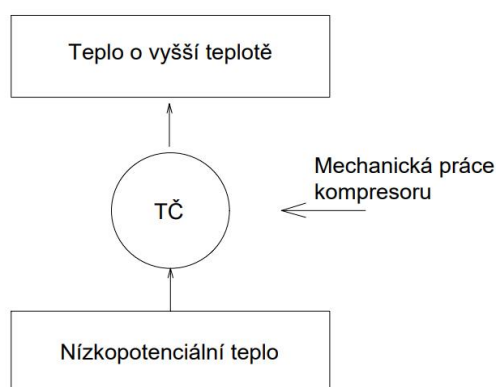 Teplo o vyšší teplotě
Mechanická práce
kompresoru
TČ
Nízkopotenciální teplo